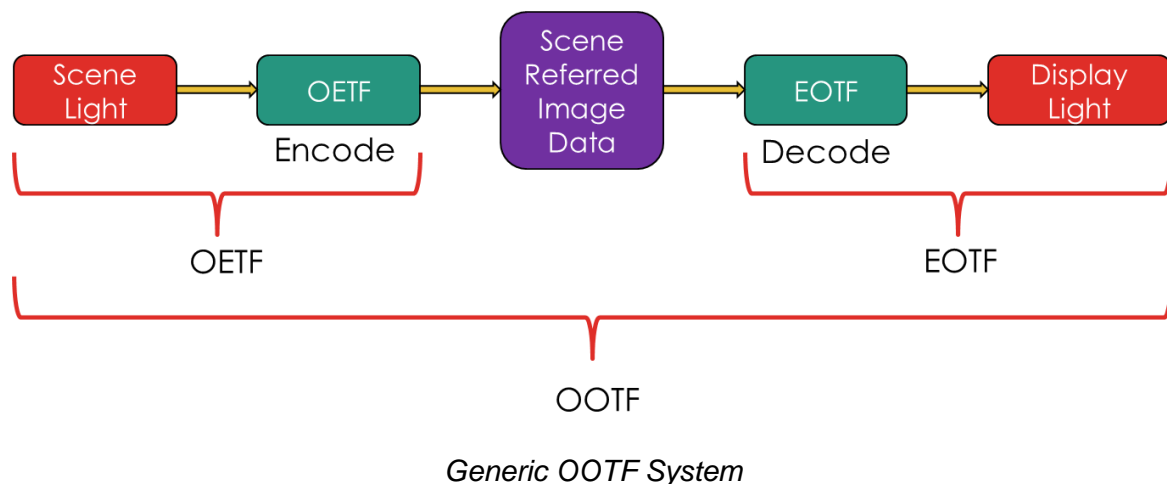 Scene
Light
OETF
Scene
Referred
Image
Data
EOTF
Display
Light
Encode
Decode
OETF
EOTF
OOTF
Generic OOTF System